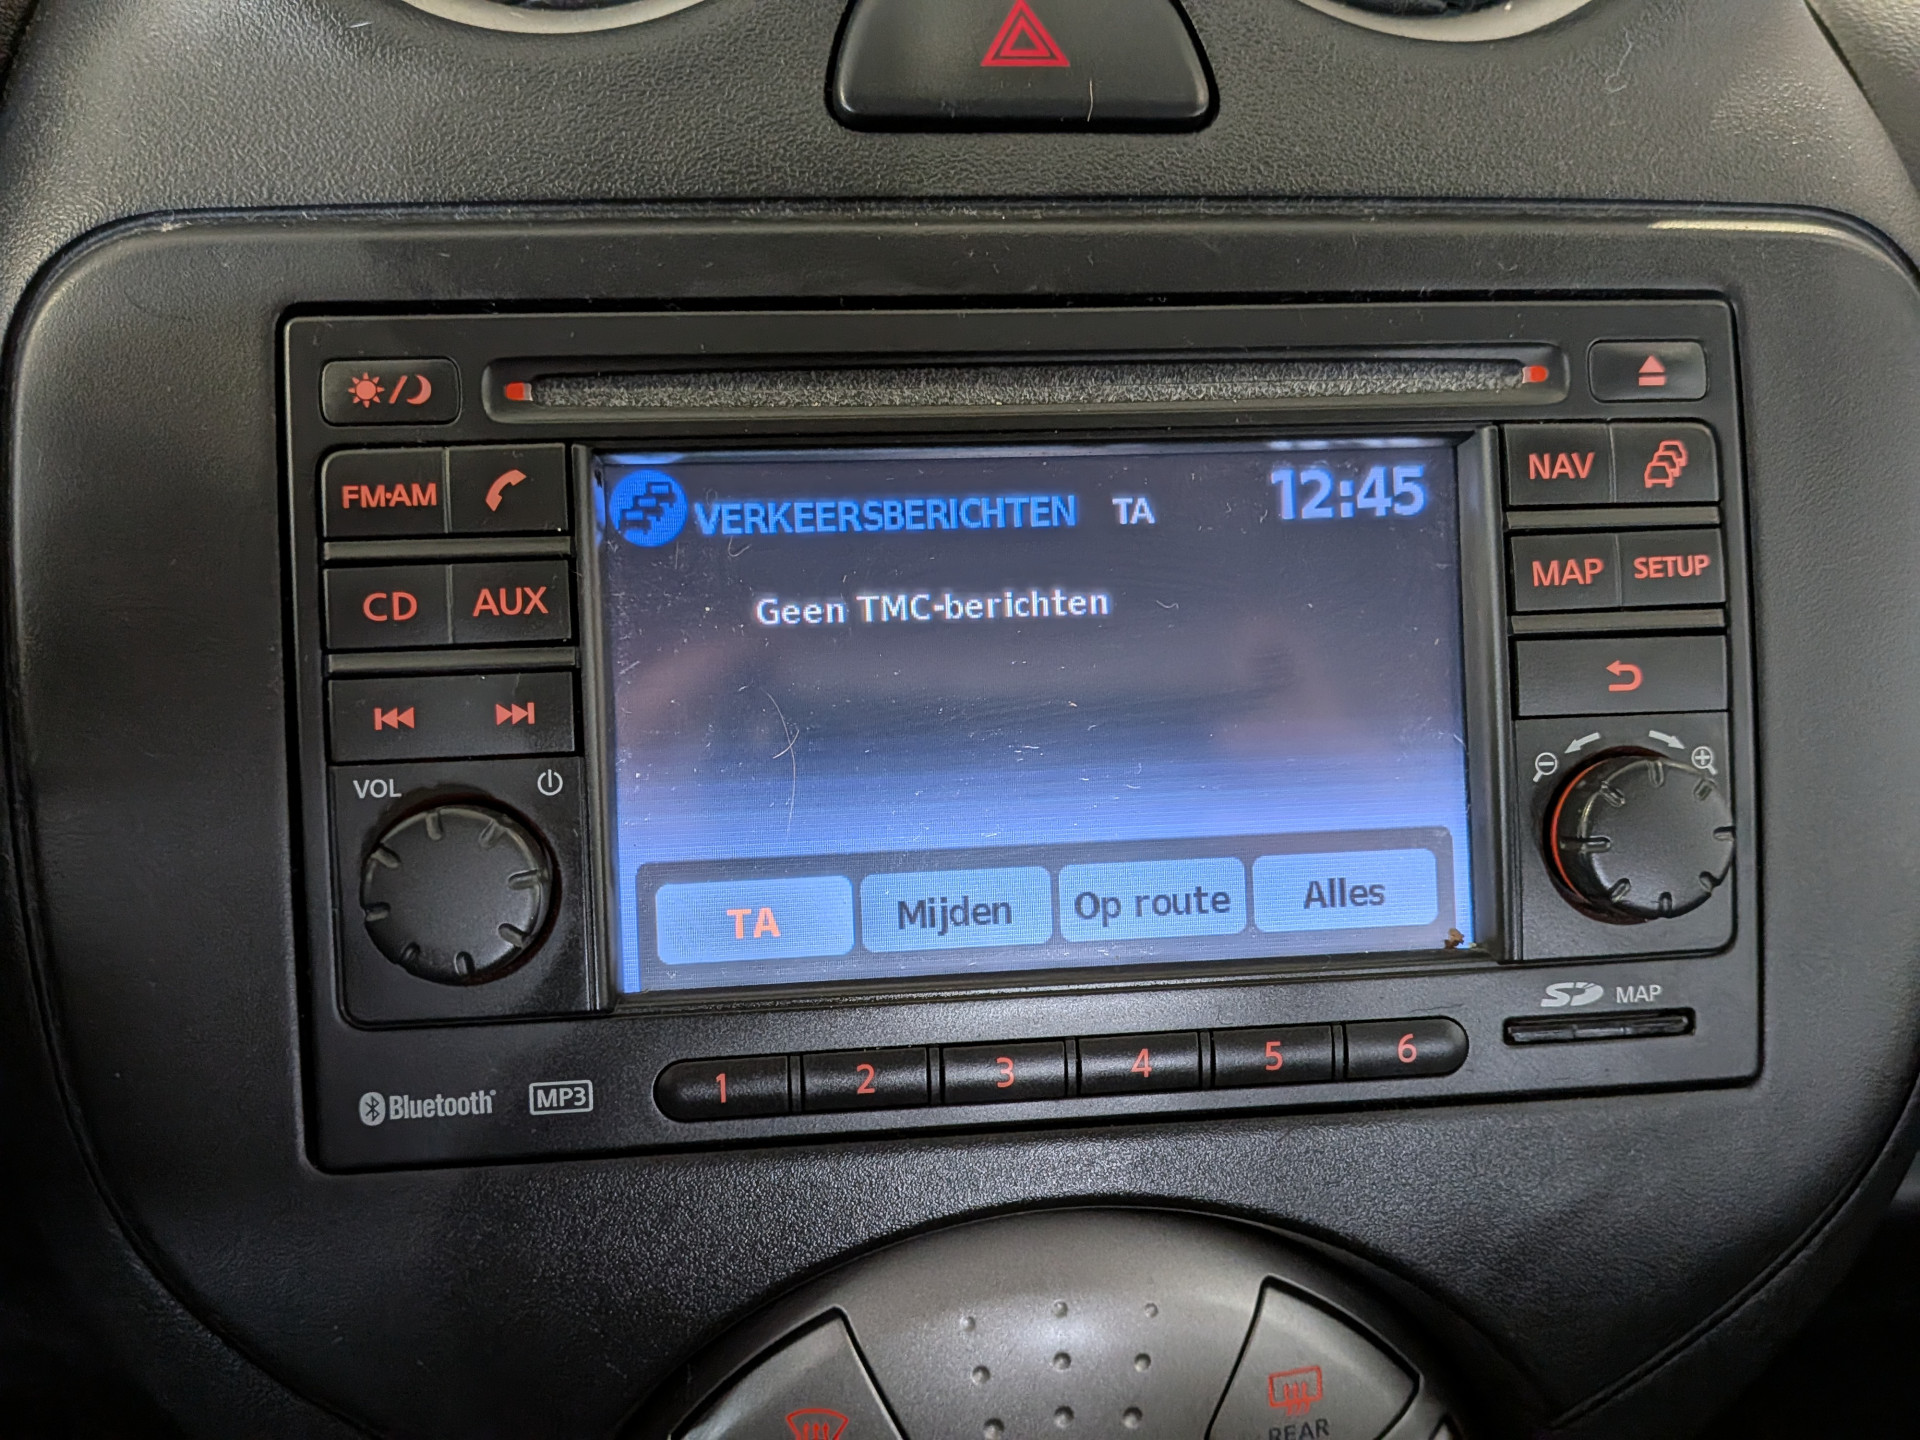 FM·AM
CD
AUX
VOL
VERKEERSBERICHTEN TA 12:45
Geen TMC-berichten
TA Mijden Op route Alles
NAV
MAP SETUP
SD MAP
Bluetooth® MP3
1 2 3 4 5 6
REAR